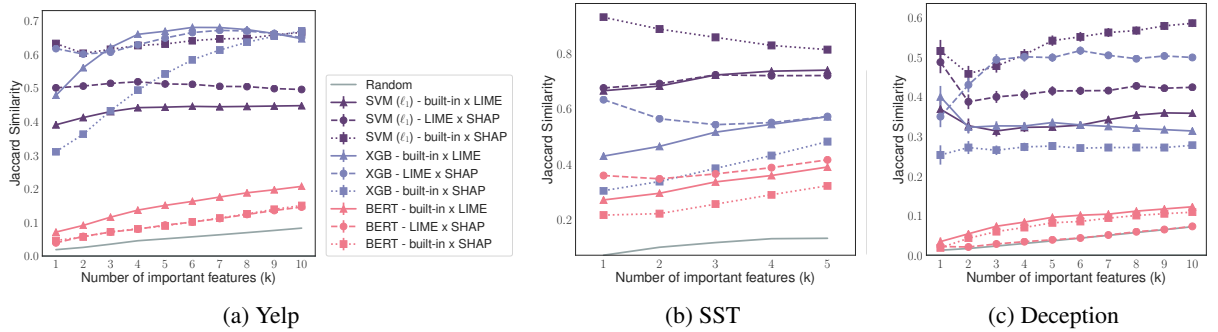 Jaccard Similarity
0.7
0.6
0.5
0.4
0.3
0.2
0.1
0.0
1 2 3 4 5 6 7 8 9 10
Number of important features (k)
(a) Yelp
Random
SVM (ℓ₁) - built-in x LIME
SVM (ℓ₁) - LIME x SHAP
SVM (ℓ₁) - built-in x SHAP
XGB - built-in x LIME
XGB - LIME x SHAP
XGB - built-in x SHAP
BERT - built-in x LIME
BERT - LIME x SHAP
BERT - built-in x SHAP
Jaccard Similarity
0.8
0.6
0.4
0.2
1 2 3 4 5
Number of important features (k)
(b) SST
Jaccard Similarity
0.6
0.5
0.4
0.3
0.2
0.1
0.0
1 2 3 4 5 6 7 8 9 10
Number of important features (k)
(c) Deception